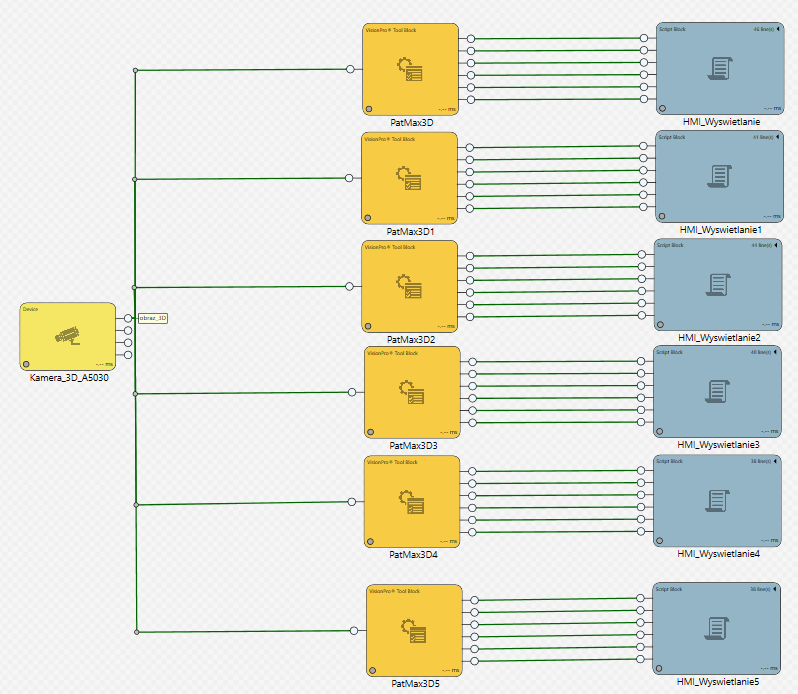 VisionPro® Tool Block
Script Block
46 line(s)
-.-- ms
-.-- ms
PatMax3D
HMI_Wyswietlanie
VisionPro® Tool Block
Script Block
41 line(s)
-.-- ms
-.-- ms
PatMax3D1
HMI_Wyswietlanie1
VisionPro® Tool Block
Script Block
44 line(s)
-.-- ms
-.-- ms
PatMax3D2
HMI_Wyswietlanie2
Device
obraz_3D
-.-- ms
Kamera_3D_A5030
VisionPro® Tool Block
Script Block
40 line(s)
-.-- ms
-.-- ms
PatMax3D3
HMI_Wyswietlanie3
VisionPro® Tool Block
Script Block
38 line(s)
-.-- ms
-.-- ms
PatMax3D4
HMI_Wyswietlanie4
VisionPro® Tool Block
Script Block
38 line(s)
-.-- ms
-.-- ms
PatMax3D5
HMI_Wyswietlanie5